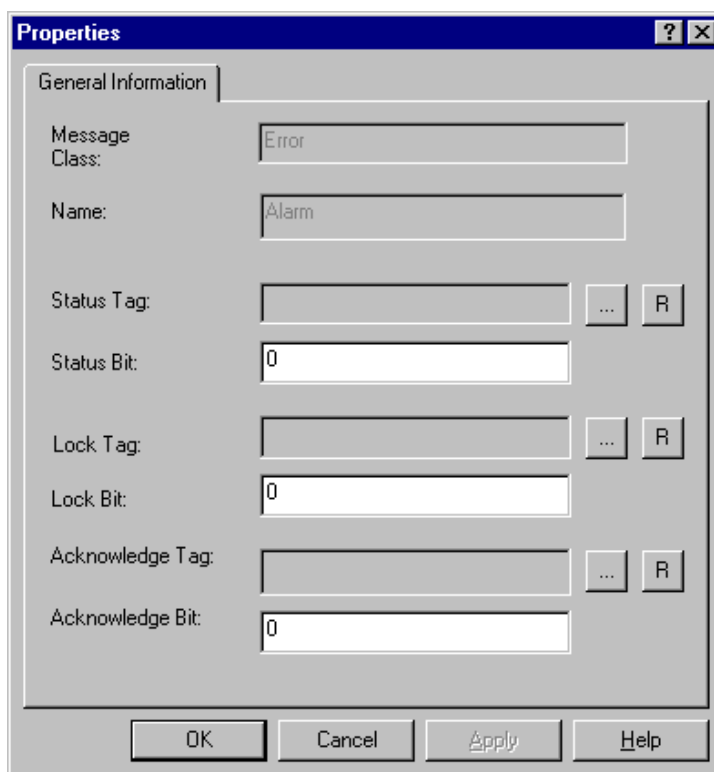 Properties
General Information
Message
Class:
Error
Name:
Alarm
Status Tag:
...
R
Status Bit:
0
Lock Tag:
...
R
Lock Bit:
0
Acknowledge Tag:
...
R
Acknowledge Bit:
0
OK
Cancel
Apply
Help